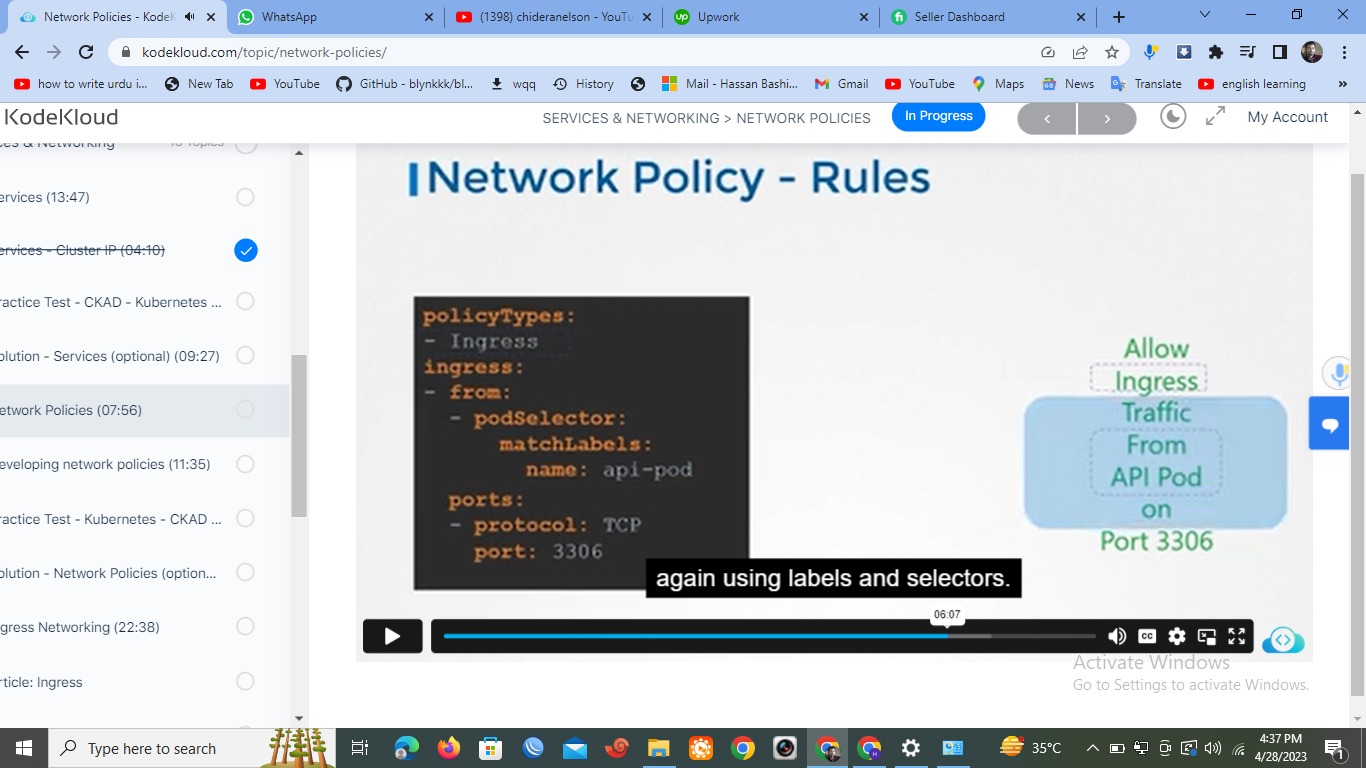 Network Policies - KodeK
WhatsApp
(1398) chideranelson - YouTu
Upwork
Seller Dashboard
kodekloud.com/topic/network-policies/
how to write urdu i...
New Tab
YouTube
GitHub - blynkkk/bl...
wqq
History
Mail - Hassan Bashi...
Gmail
YouTube
Maps
News
Translate
english learning
»
KodeKloud
SERVICES & NETWORKING > NETWORK POLICIES
In Progress
<
>
My Account
ces & Networking
10 Topics
ervices (13:47)
ervices - Cluster IP (04:10)
ractice Test - CKAD - Kubernetes ...
olution - Services (optional) (09:27)
etwork Policies (07:56)
eveloping network policies (11:35)
ractice Test - Kubernetes - CKAD ...
olution - Network Policies (option...
gress Networking (22:38)
rticle: Ingress
Network Policy - Rules
policyTypes:
- Ingress
ingress:
- from:
- podSelector:
matchLabels:
name: api-pod
ports:
- protocol: TCP
port: 3306
Allow
Ingress
Traffic
From
API Pod
on
Port 3306
again using labels and selectors.
06:07
CC
Activate Windows
Go to Settings to activate Windows.
Type here to search
35°C
4:37 PM
4/28/2023
1